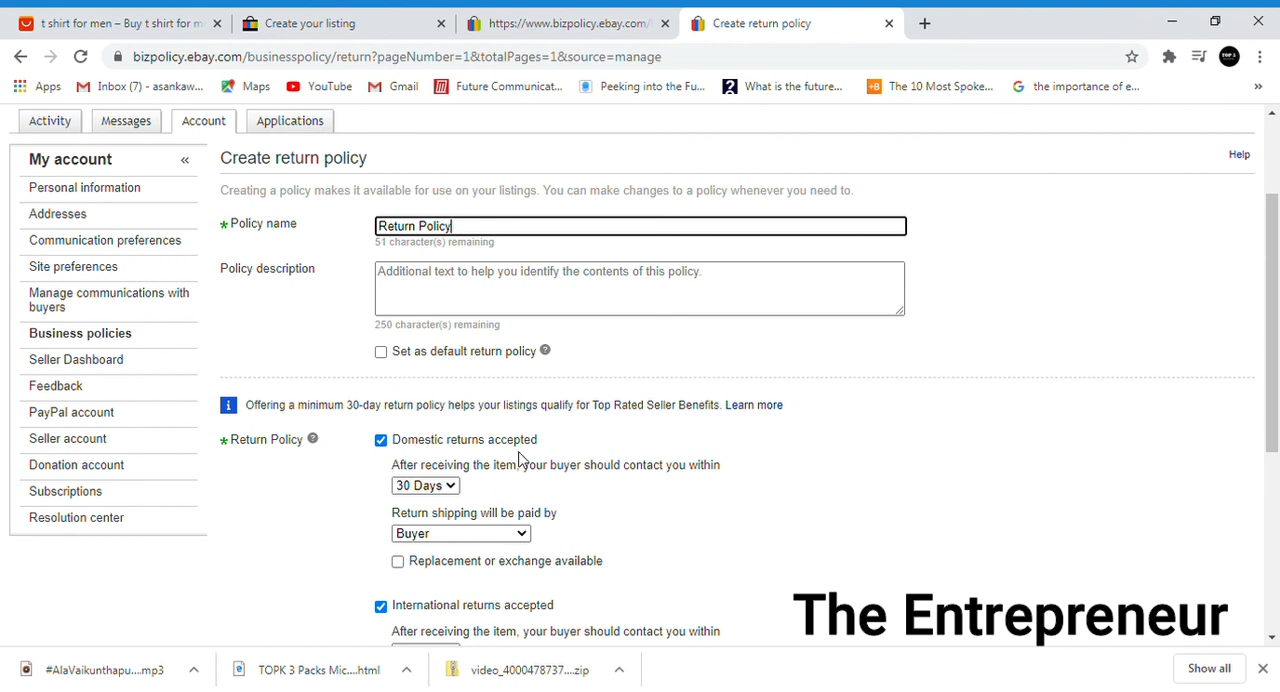 t shirt for men – Buy t shirt for m
Create your listing
https://www.bizpolicy.ebay.com/
Create return policy
bizpolicy.ebay.com/businesspolicy/return?pageNumber=1&totalPages=1&source=manage
Apps
Inbox (7) - asankaw...
Maps
YouTube
Gmail
Future Communicat...
Peeking into the Fu...
What is the future...
The 10 Most Spoke...
the importance of e...
»
Activity
Messages
Account
Applications
My account
«
Personal information
Addresses
Communication preferences
Site preferences
Manage communications with
buyers
Business policies
Seller Dashboard
Feedback
PayPal account
Seller account
Donation account
Subscriptions
Resolution center
Create return policy
Help
Creating a policy makes it available for use on your listings. You can make changes to a policy whenever you need to.
* Policy name
Return Policy
51 character(s) remaining
Policy description
Additional text to help you identify the contents of this policy.
250 character(s) remaining
Set as default return policy ?
i Offering a minimum 30-day return policy helps your listings qualify for Top Rated Seller Benefits. Learn more
* Return Policy ?
Domestic returns accepted
After receiving the item, your buyer should contact you within
30 Days
Return shipping will be paid by
Buyer
Replacement or exchange available
International returns accepted
After receiving the item, your buyer should contact you within
The Entrepreneur
#AlaVaikunthapu....mp3
TOPK 3 Packs Mic....html
video_4000478737....zip
Show all